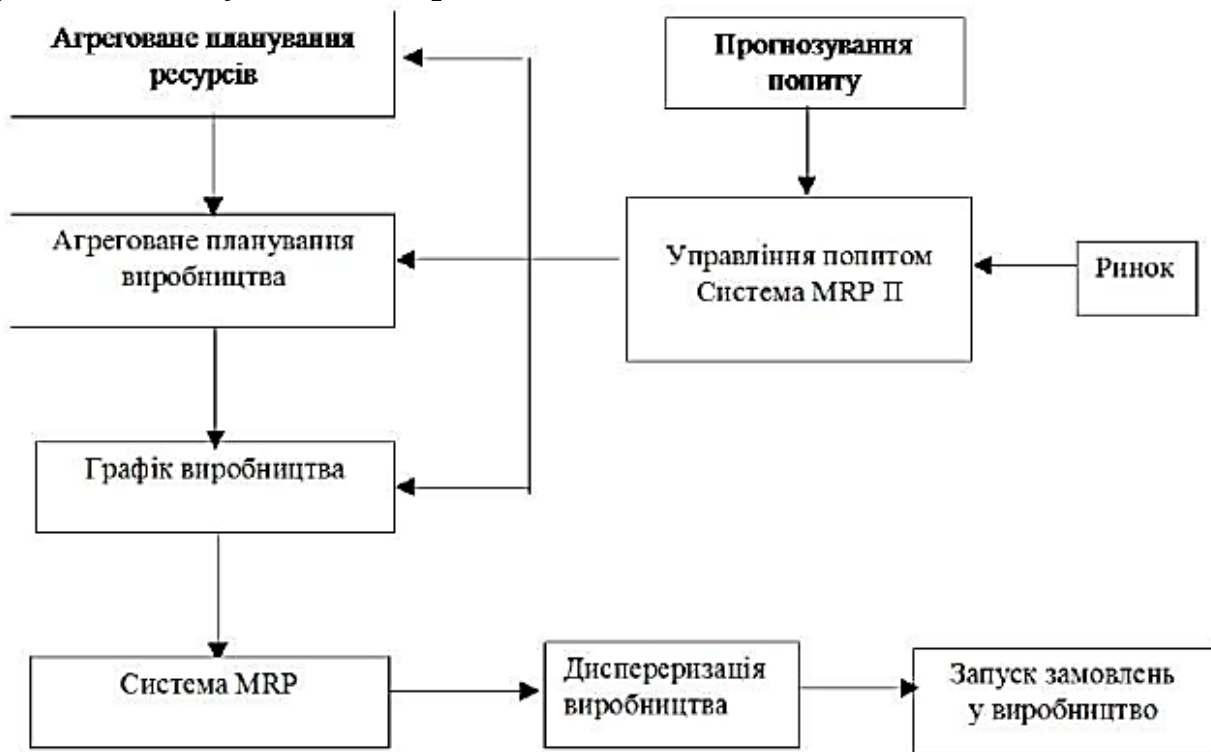 Агреговане планування
ресурсів
Прогнозування
попиту
Агреговане планування
виробництва
Управління попитом
Система MRP II
Ринок
Графік виробництва
Система MRP
Диспереризація
виробництва
Запуск замовлень
у виробництво